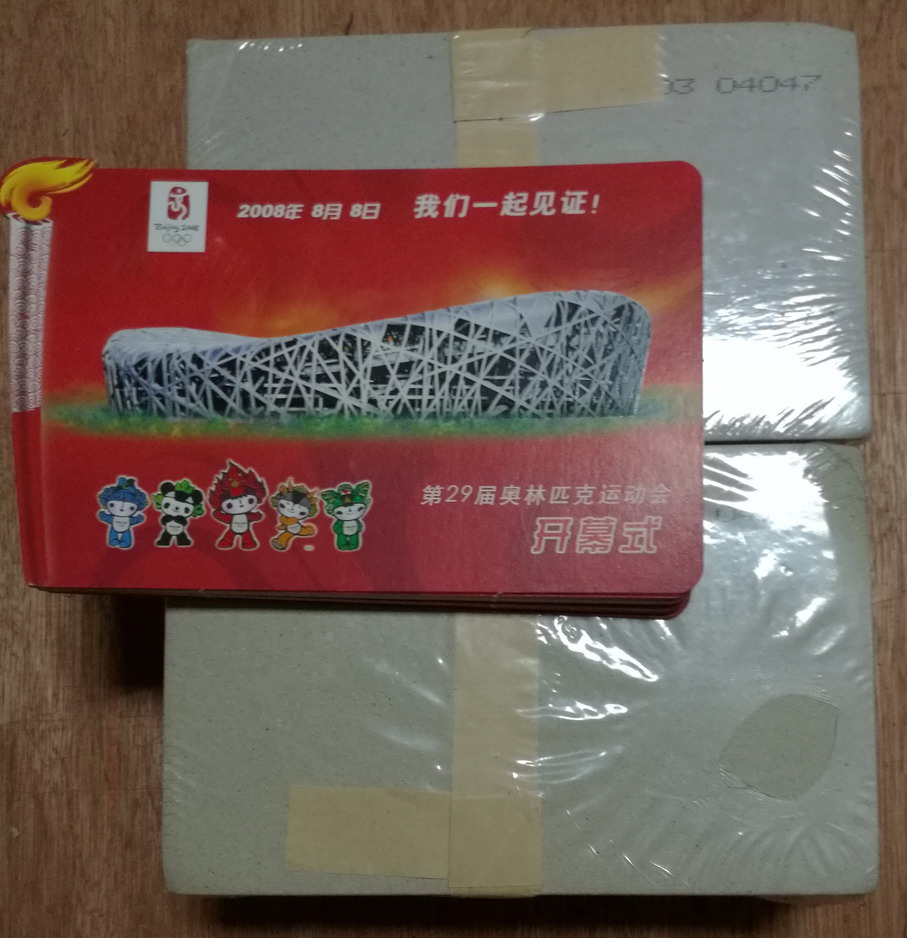 03 04047
Beijing 2008
2008年 8月 8日 我们一起见证!
第29届奥林匹克运动会
开幕式